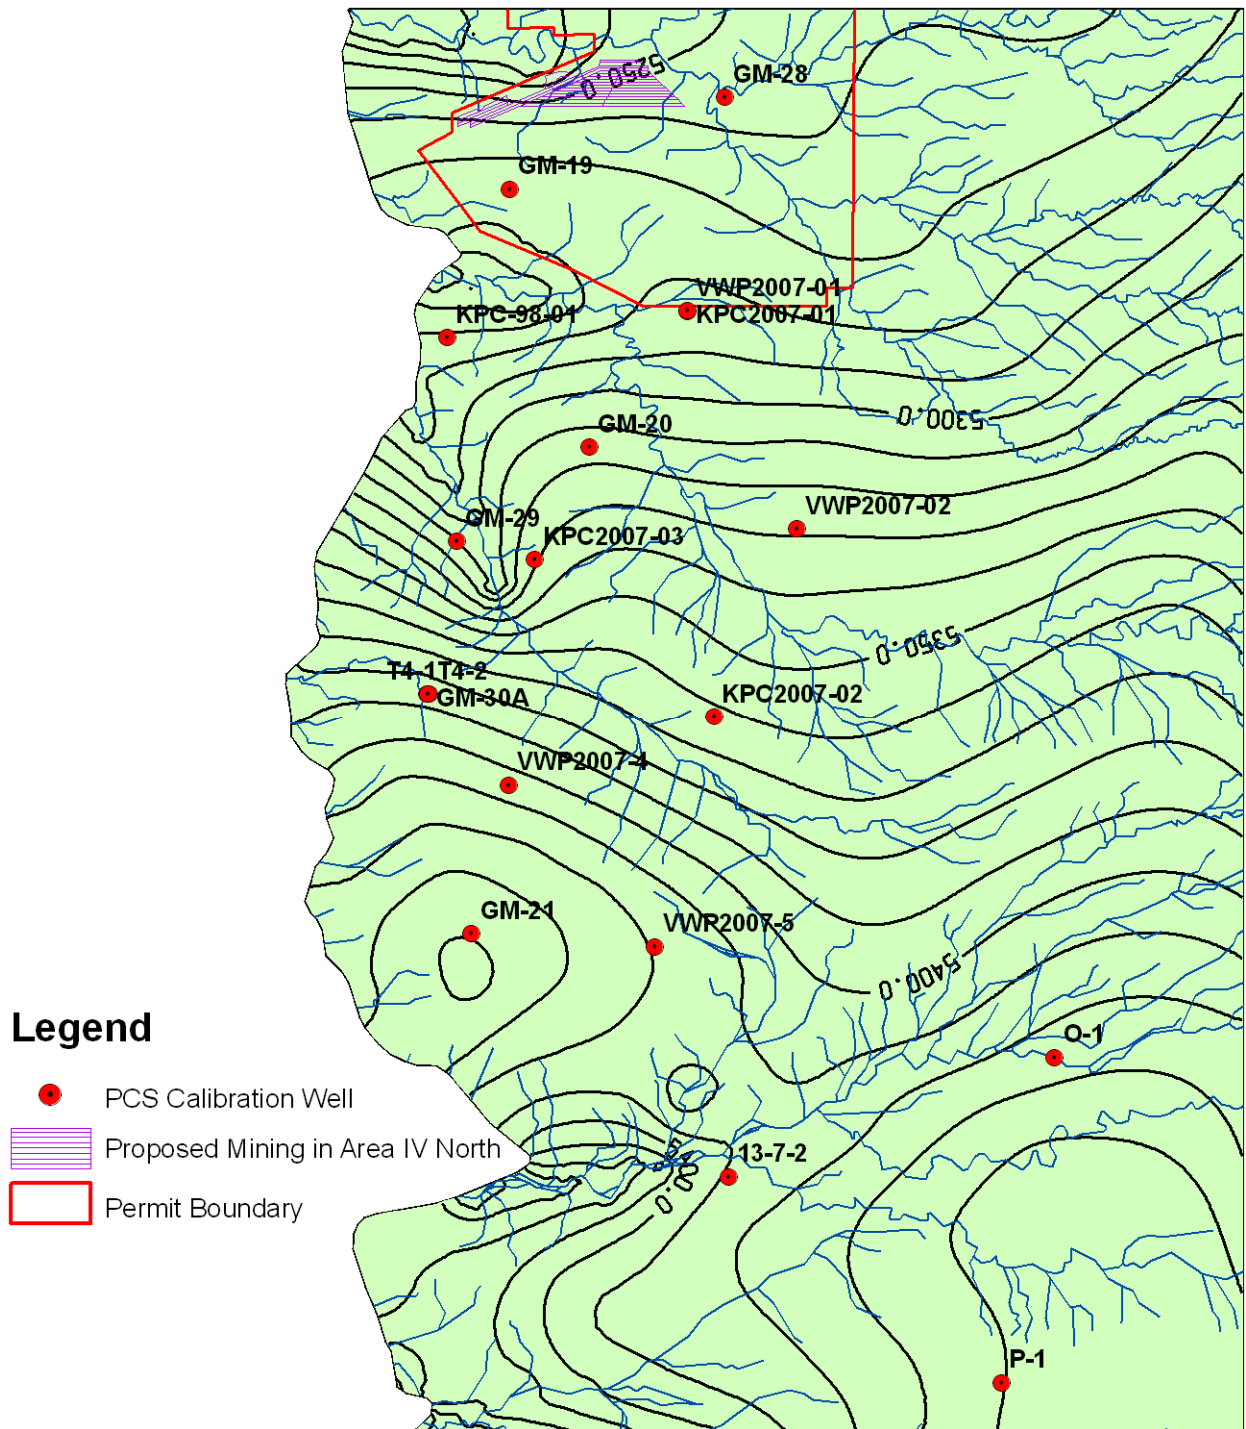 5250.0
GM-28
GM-19
VWP2007-01
KPC-98-01
KPC2007-01
5300.0
GM-20
VWP2007-02
GM-29
KPC2007-03
5350.0
T4-1T4-2
GM-30A
KPC2007-02
VWP2007-4
GM-21
VWP2007-5
5400.0
Legend
O-1
PCS Calibration Well
Proposed Mining in Area IV North
13-7-2
5400.0
Permit Boundary
P-1